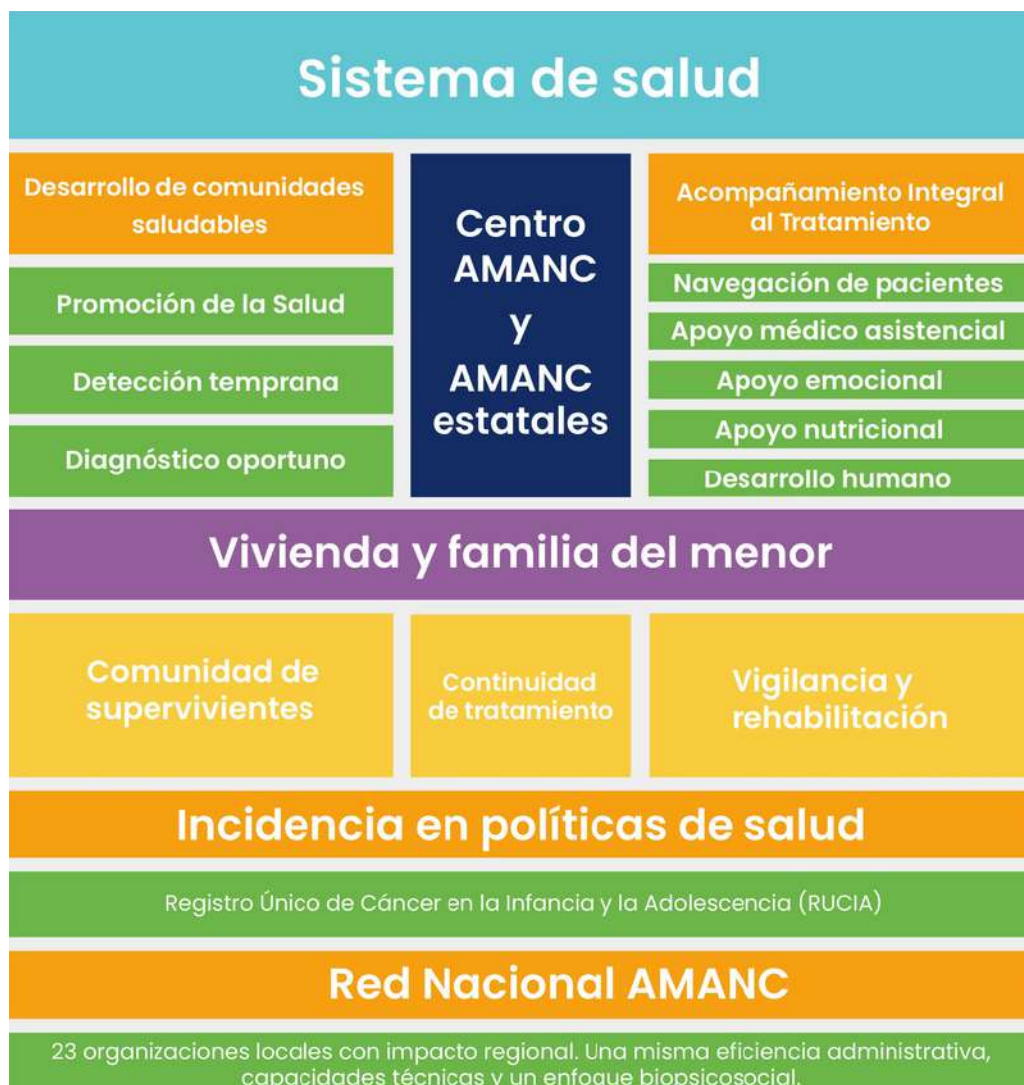 Sistema de salud
Desarrollo de comunidades
saludables
Promoción de la Salud
Detección temprana
Diagnóstico oportuno
Centro
AMANC
y
AMANC
estatales
Acompañamiento Integral
al Tratamiento
Navegación de pacientes
Apoyo médico asistencial
Apoyo emocional
Apoyo nutricional
Desarrollo humano
Vivienda y familia del menor
Comunidad de
supervivientes
Continuidad
de tratamiento
Vigilancia y
rehabilitación
Incidencia en políticas de salud
Registro Único de Cáncer en la Infancia y la Adolescencia (RUCIA)
Red Nacional AMANC
23 organizaciones locales con impacto regional. Una misma eficiencia administrativa,
capacidades técnicas y un enfoque biopsicosocial.